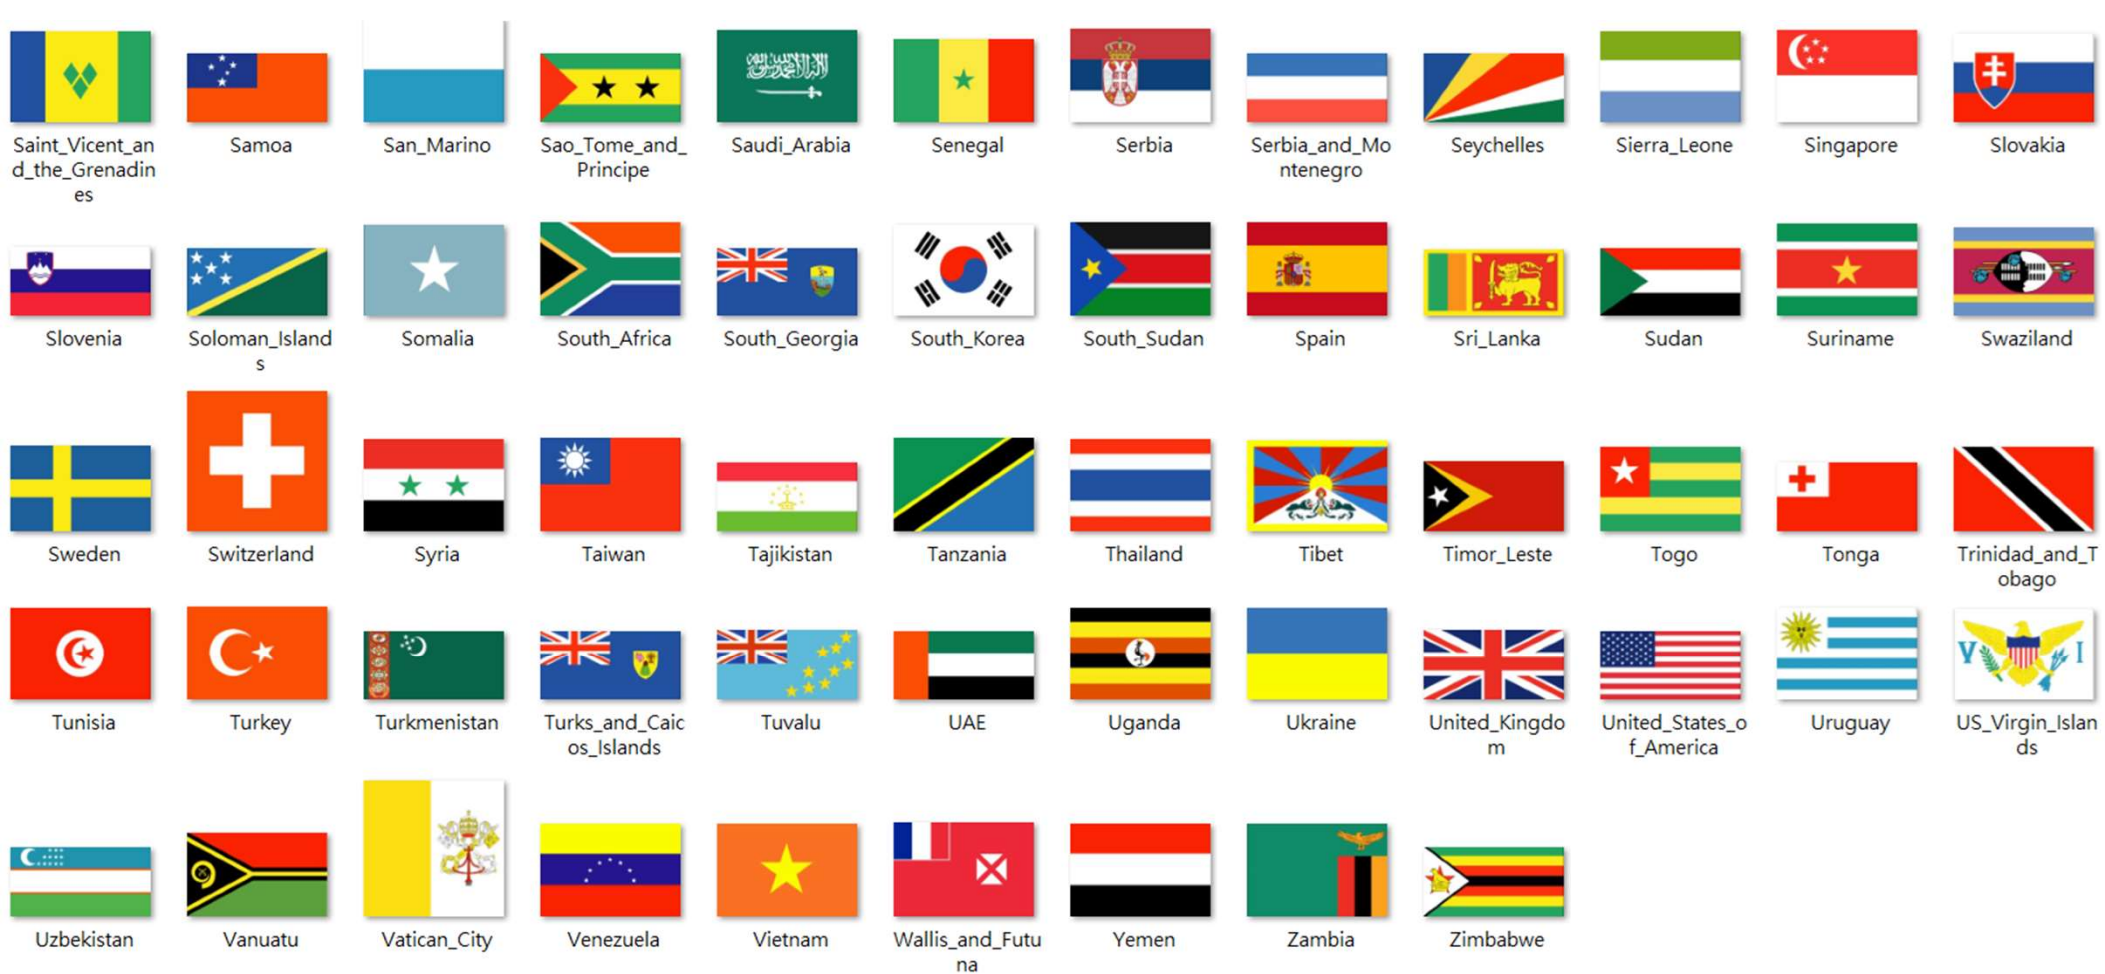 Saint_Vicent_an
d_the_Grenadin
es
Samoa
San_Marino
Sao_Tome_and_
Principe
Saudi_Arabia
Senegal
Serbia
Serbia_and_Mo
ntenegro
Seychelles
Sierra_Leone
Singapore
Slovakia
Slovenia
Soloman_Island
s
Somalia
South_Africa
South_Georgia
South_Korea
South_Sudan
Spain
Sri_Lanka
Sudan
Suriname
Swaziland
Sweden
Switzerland
Syria
Taiwan
Tajikistan
Tanzania
Thailand
Tibet
Timor_Leste
Togo
Tonga
Trinidad_and_T
obago
Tunisia
Turkey
Turkmenistan
Turks_and_Caic
os_Islands
Tuvalu
UAE
Uganda
Ukraine
United_Kingdo
m
United_States_o
f_America
Uruguay
V I
US_Virgin_Islan
ds
Uzbekistan
Vanuatu
Vatican_City
Venezuela
Vietnam
Wallis_and_Futu
na
Yemen
Zambia
Zimbabwe